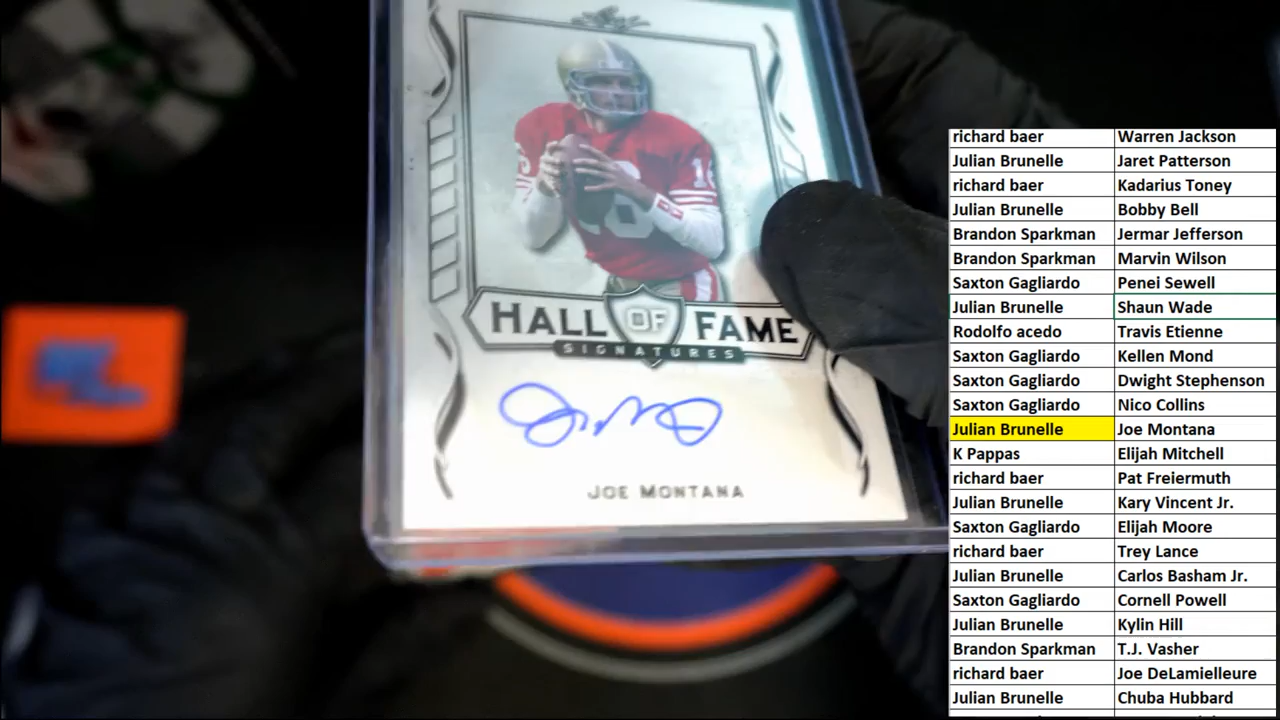 HALL OF FAME
SIGNATURES
JOE MONTANA
richard baer Warren Jackson
Julian Brunelle Jaret Patterson
richard baer Kadarius Toney
Julian Brunelle Bobby Bell
Brandon Sparkman Jermar Jefferson
Brandon Sparkman Marvin Wilson
Saxton Gagliardo Penei Sewell
Julian Brunelle Shaun Wade
Rodolfo acedo Travis Etienne
Saxton Gagliardo Kellen Mond
Saxton Gagliardo Dwight Stephenson
Saxton Gagliardo Nico Collins
Julian Brunelle Joe Montana
K Pappas Elijah Mitchell
richard baer Pat Freiermuth
Julian Brunelle Kary Vincent Jr.
Saxton Gagliardo Elijah Moore
richard baer Trey Lance
Julian Brunelle Carlos Basham Jr.
Saxton Gagliardo Cornell Powell
Julian Brunelle Kylin Hill
Brandon Sparkman T.J. Vasher
richard baer Joe DeLamielleure
Julian Brunelle Chuba Hubbard